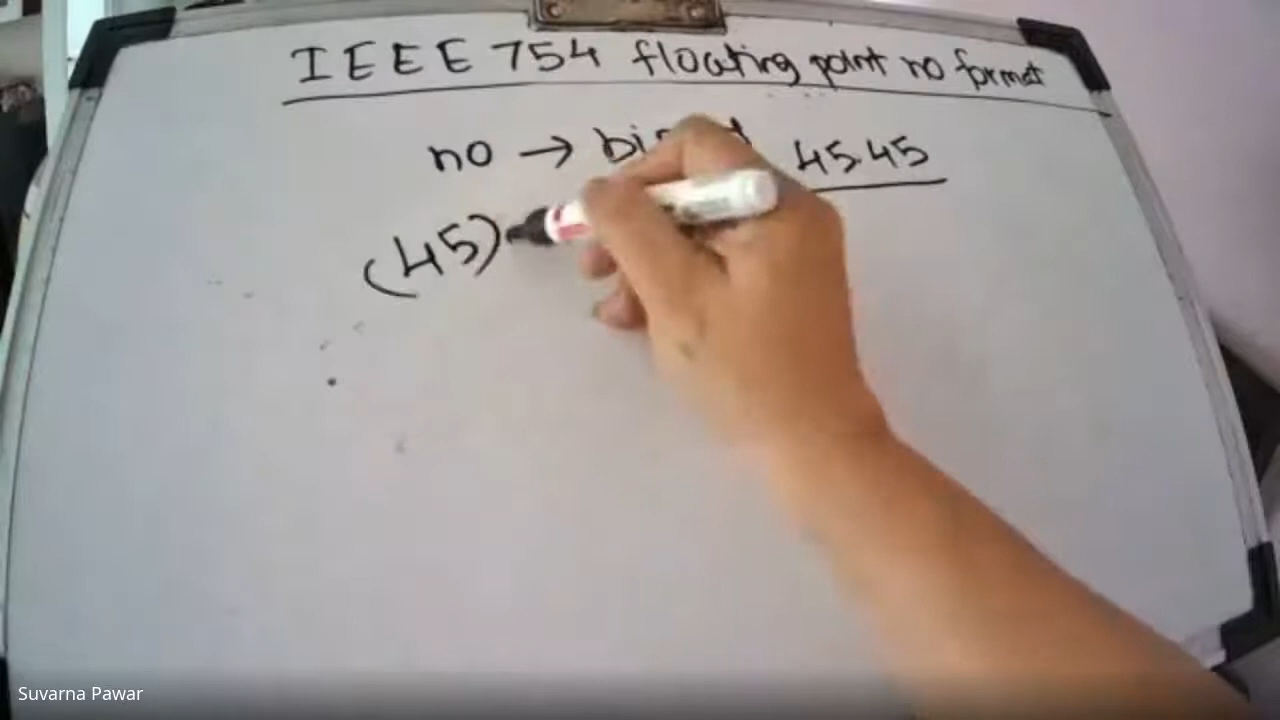 IEEE 754 floating point no format
no → 45.45
(45)
Suvarna Pawar